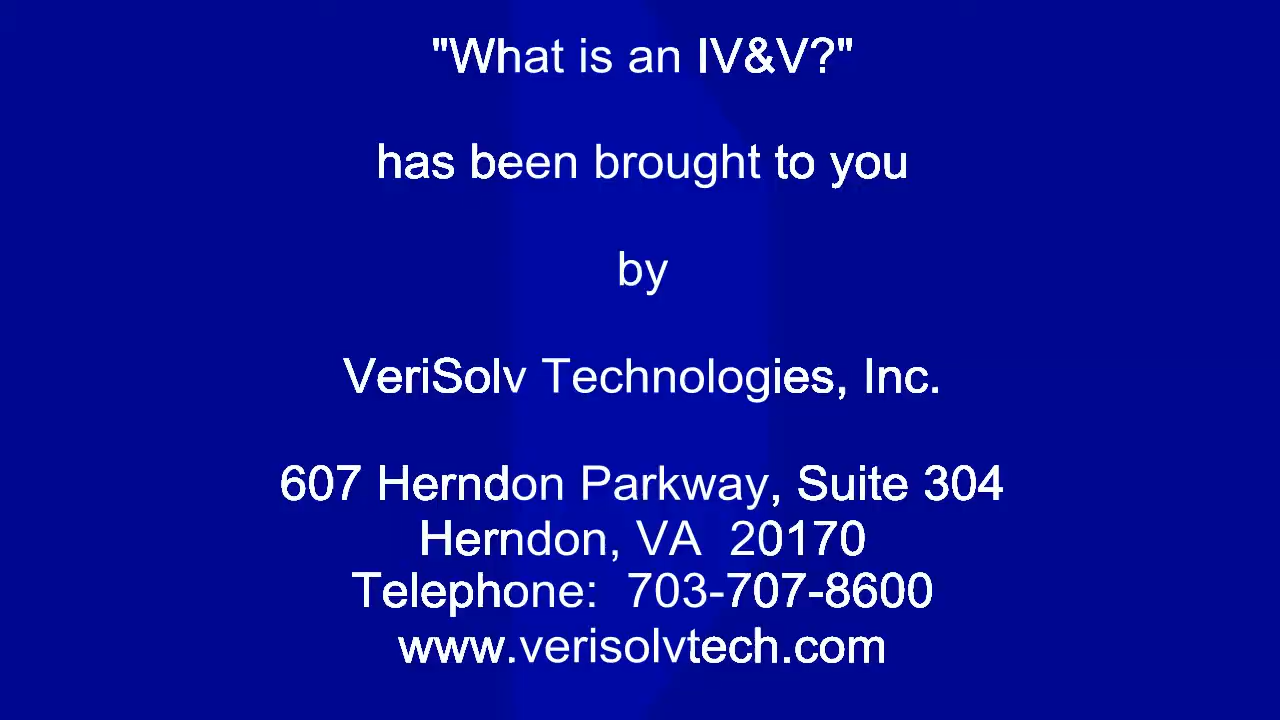 "What is an IV&V?"
has been brought to you
by
VeriSolv Technologies, Inc.
607 Herndon Parkway, Suite 304
Herndon, VA  20170
Telephone:  703-707-8600
www.verisolvtech.com